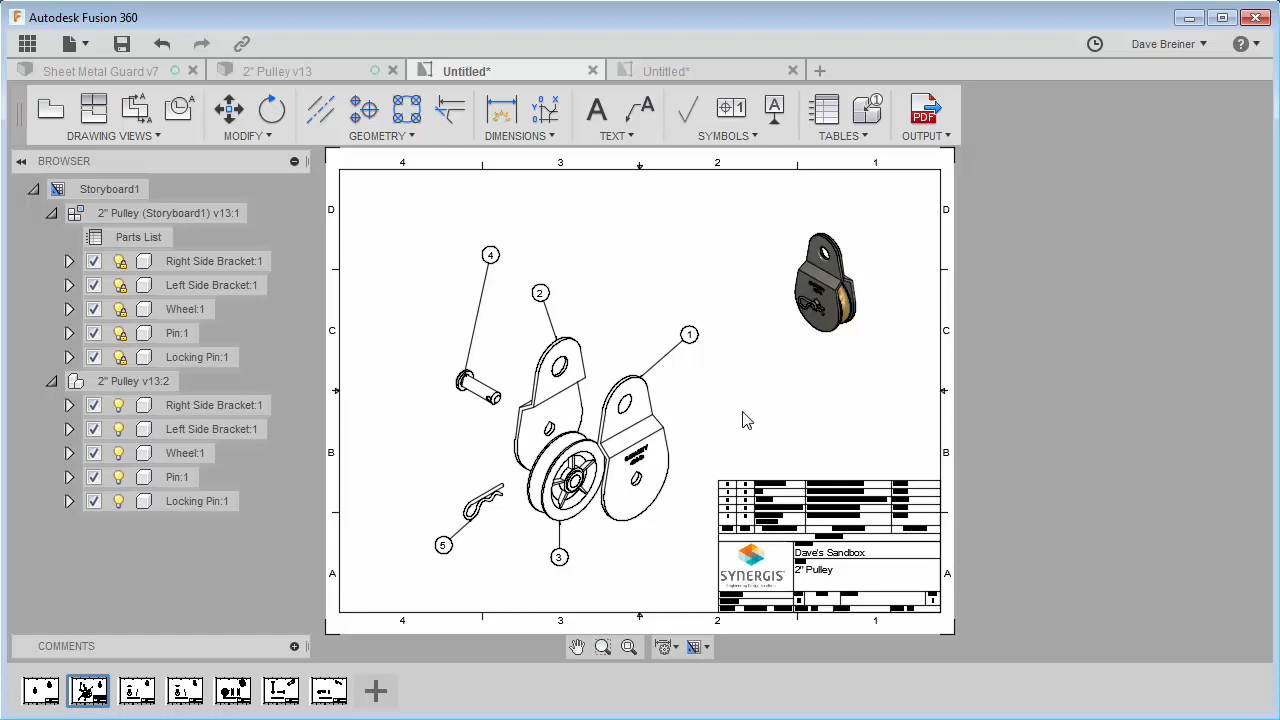 Autodesk Fusion 360
Dave Breiner
Sheet Metal Guard v7
2" Pulley v13
Untitled*
Untitled*
DRAWING VIEWS
MODIFY
GEOMETRY
DIMENSIONS
TEXT
SYMBOLS
TABLES
OUTPUT
BROWSER
Storyboard1
2" Pulley (Storyboard1) v13:1
Parts List
Right Side Bracket:1
Left Side Bracket:1
Wheel:1
Pin:1
Locking Pin:1
2" Pulley v13:2
Right Side Bracket:1
Left Side Bracket:1
Wheel:1
Pin:1
Locking Pin:1
COMMENTS
4 3 2 1
D D
C C
B B
A A
4 3 2 1
4
2
1
5
3
SYNERGIS
Dave's Sandbox
2" Pulley
PDF